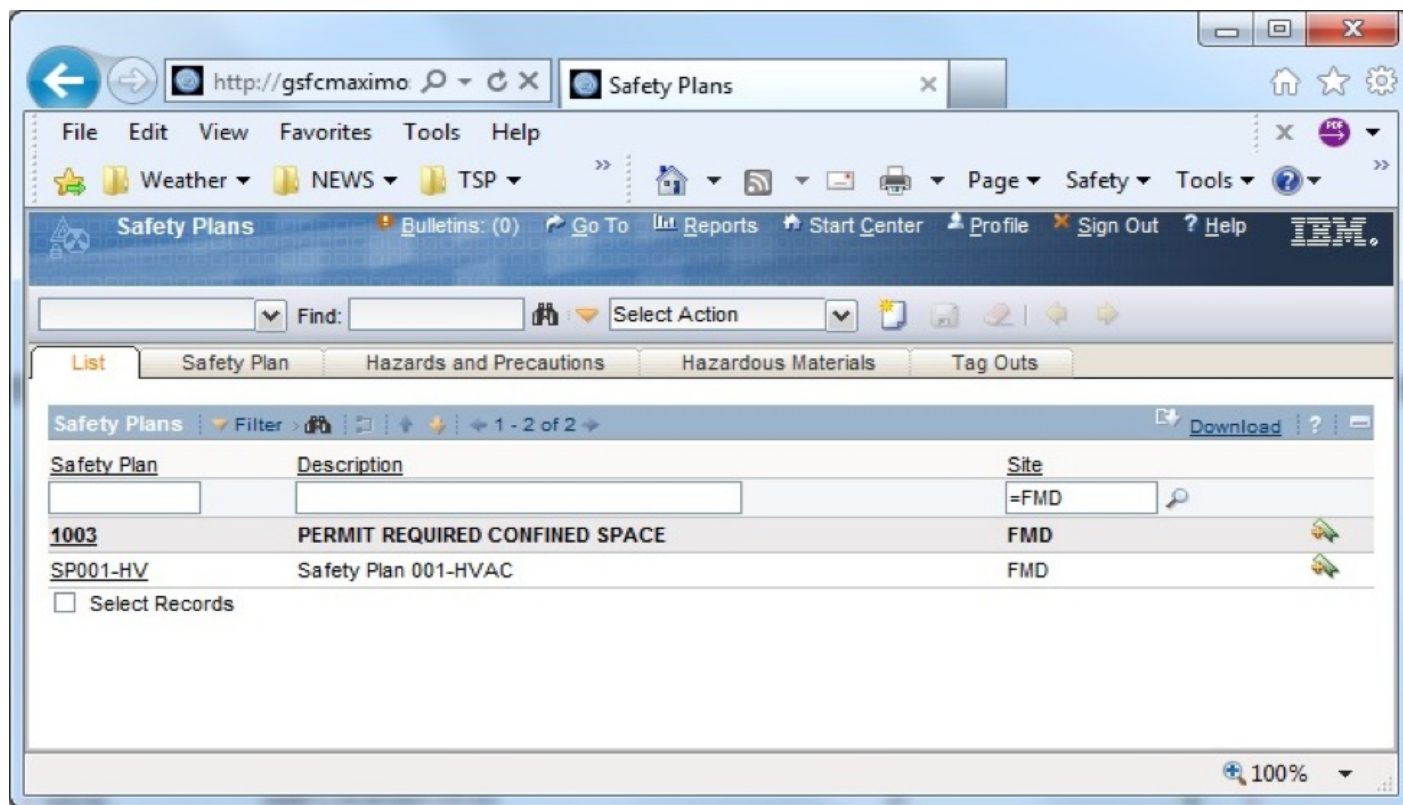 http://gsfcmaximo
Safety Plans
File Edit View Favorites Tools Help
PDF
Weather NEWS TSP » Page Safety Tools ? »
Safety Plans Bulletins: (0) Go To Reports Start Center Profile Sign Out ? Help IBM.
Find: Select Action
List Safety Plan Hazards and Precautions Hazardous Materials Tag Outs
Safety Plans Filter 1 - 2 of 2 Download ?
Safety Plan Description Site
=FMD
1003 PERMIT REQUIRED CONFINED SPACE FMD
SP001-HV Safety Plan 001-HVAC FMD
Select Records
100%